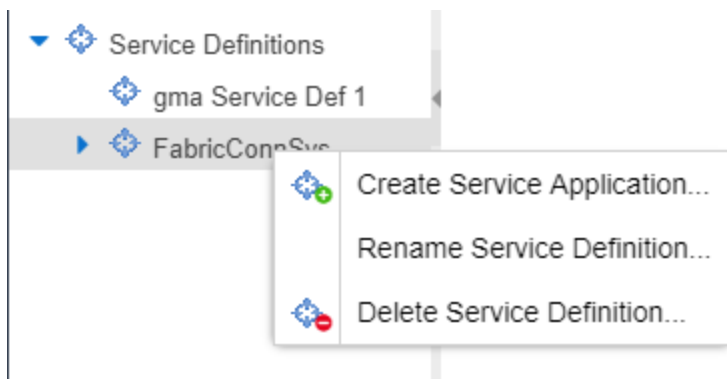 Service Definitions
gma Service Def 1
FabricConnSys
Create Service Application...
Rename Service Definition...
Delete Service Definition...